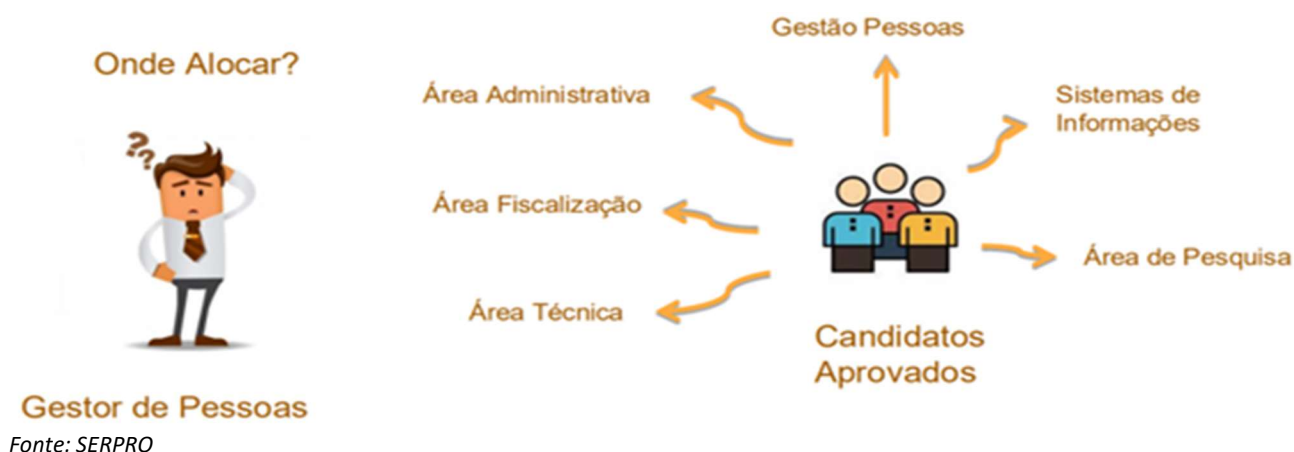 Onde Alocar?
??
Gestor de Pessoas
Fonte: SERPRO
Gestão Pessoas
Área Administrativa
Sistemas de
Informações
Área Fiscalização
Área de Pesquisa
Área Técnica
Candidatos
Aprovados